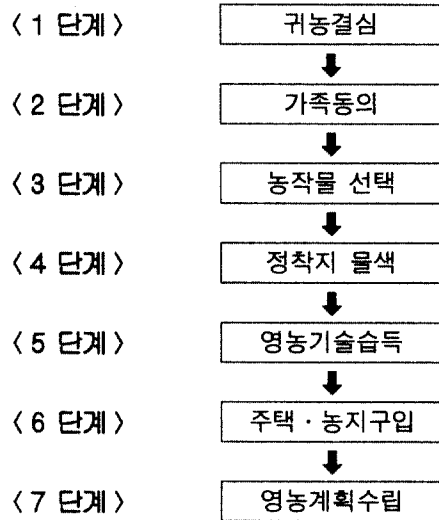 〈 1 단계 〉 귀농결심
〈 2 단계 〉 가족동의
〈 3 단계 〉 농작물 선택
〈 4 단계 〉 정착지 물색
〈 5 단계 〉 영농기술습득
〈 6 단계 〉 주택 · 농지구입
〈 7 단계 〉 영농계획수립